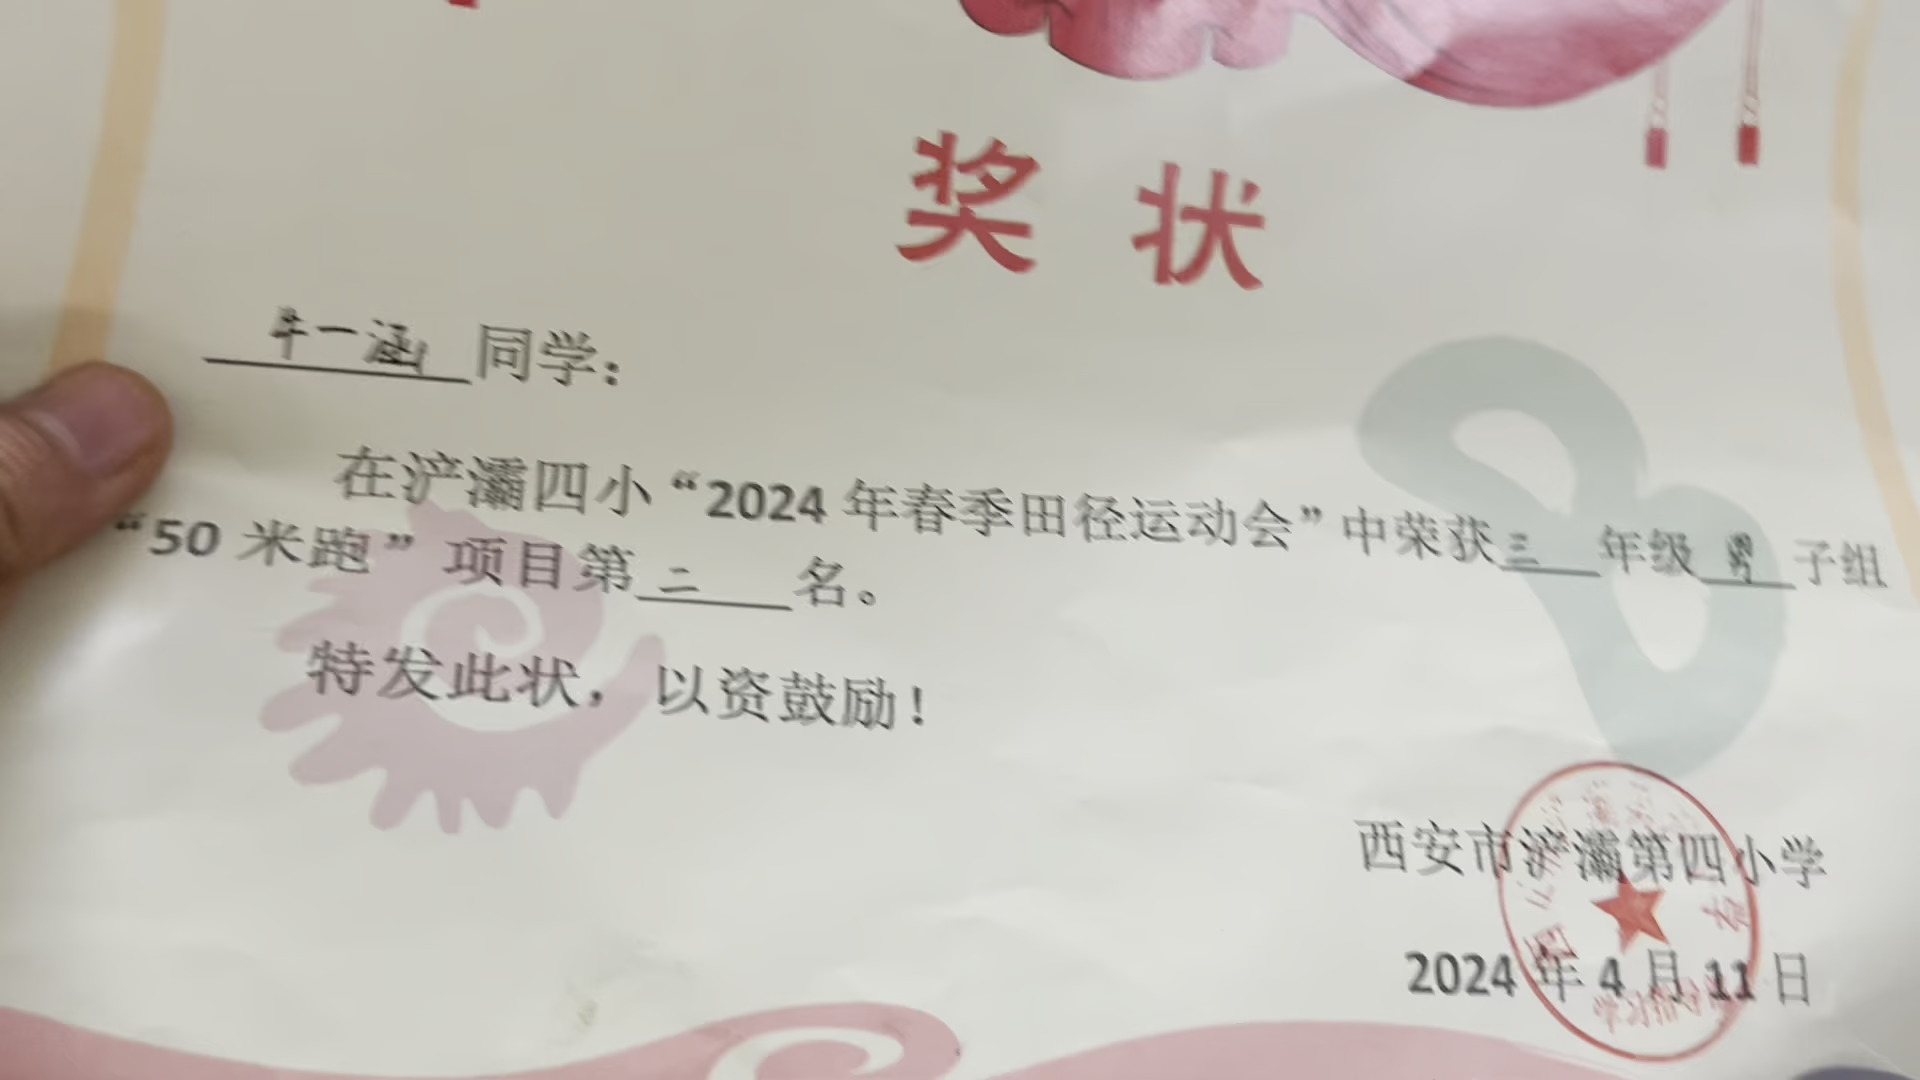 奖状
牛一涵同学：
在浐灞四小“2024年春季田径运动会”中荣获三年级男子组
“50米跑”项目第二名。
特发此状，以资鼓励！
西安市浐灞第四小学
2024年4月11日